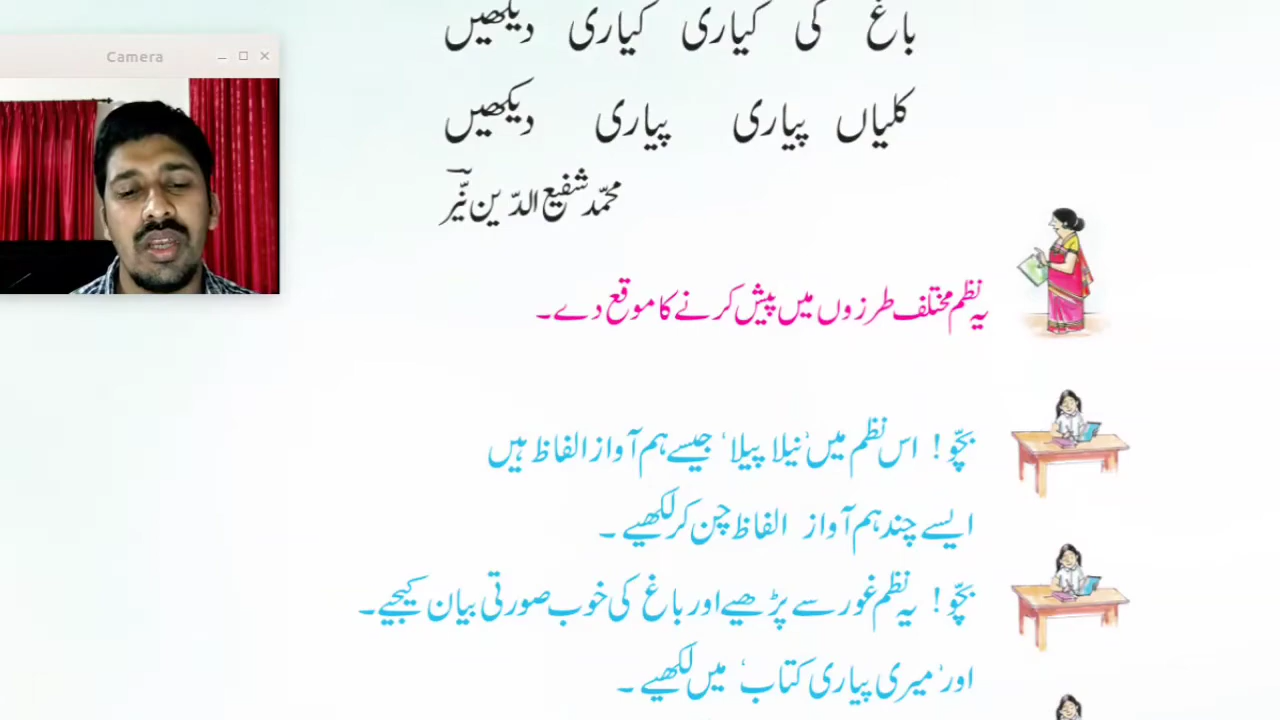 Camera
باغ کی کیاری کیاری دیکھیں
کلیاں پیاری پیاری دیکھیں
محمّد شفیع الدّین نیّر
یہ نظم مختلف طرزوں میں پیش کرنے کا موقع دے۔
بچّو! اس نظم میں 'نیلا پیلا' جیسے ہم آواز الفاظ ہیں
ایسے چند ہم آواز الفاظ چن کر لکھیے۔
بچّو! یہ نظم غور سے پڑھیے اور باغ کی خوب صورتی بیان کیجیے۔
اور 'میری پیاری کتاب' میں لکھیے۔